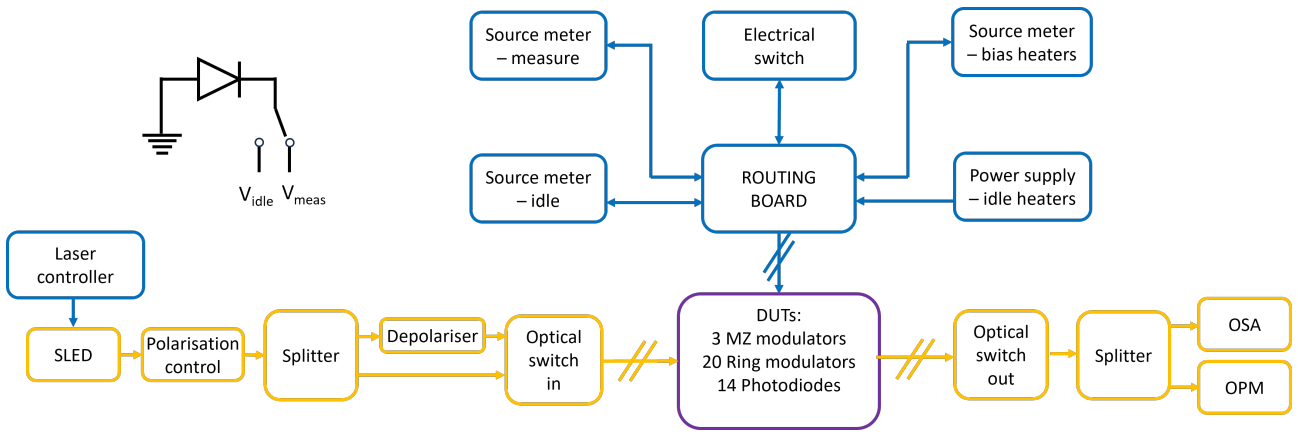 Source meter
– measure
Electrical
switch
Source meter
– bias heaters
V_idle V_meas
Source meter
– idle
ROUTING
BOARD
Power supply
– idle heaters
Laser
controller
SLED
Polarisation
control
Splitter
Depolariser
Optical
switch
in
DUTs:
3 MZ modulators
20 Ring modulators
14 Photodiodes
Optical
switch
out
Splitter
OSA
OPM